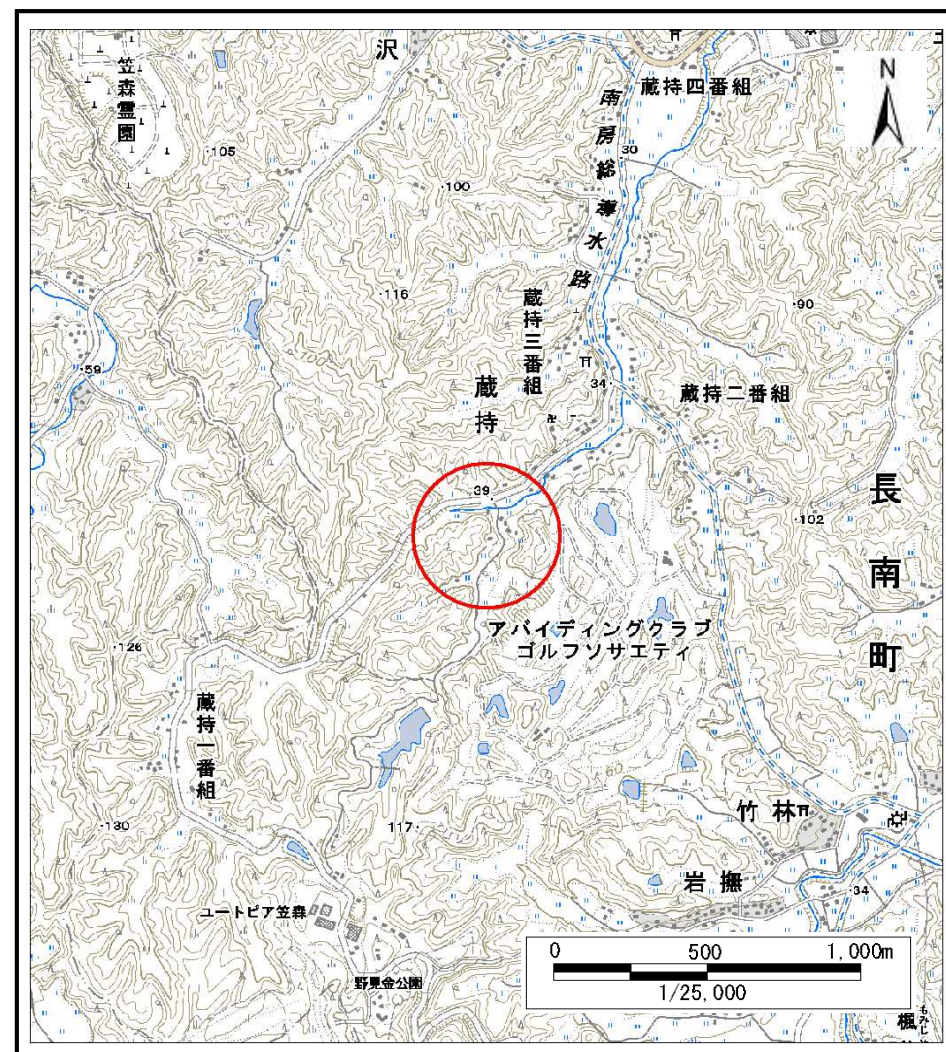 沢
笠森霊園
蔵持四番組
N
南房総導水路
105
30
100
116
90
蔵持三番組
59
34
蔵持二番組
蔵持
長南町
39
102
アバイディングクラブ
ゴルフソサエティ
126
蔵持一番組
60
130
117
竹林
岩撫
34
ユートピア笠森
野見金公園
0 500 1,000m
1/25,000
楓
もみじ